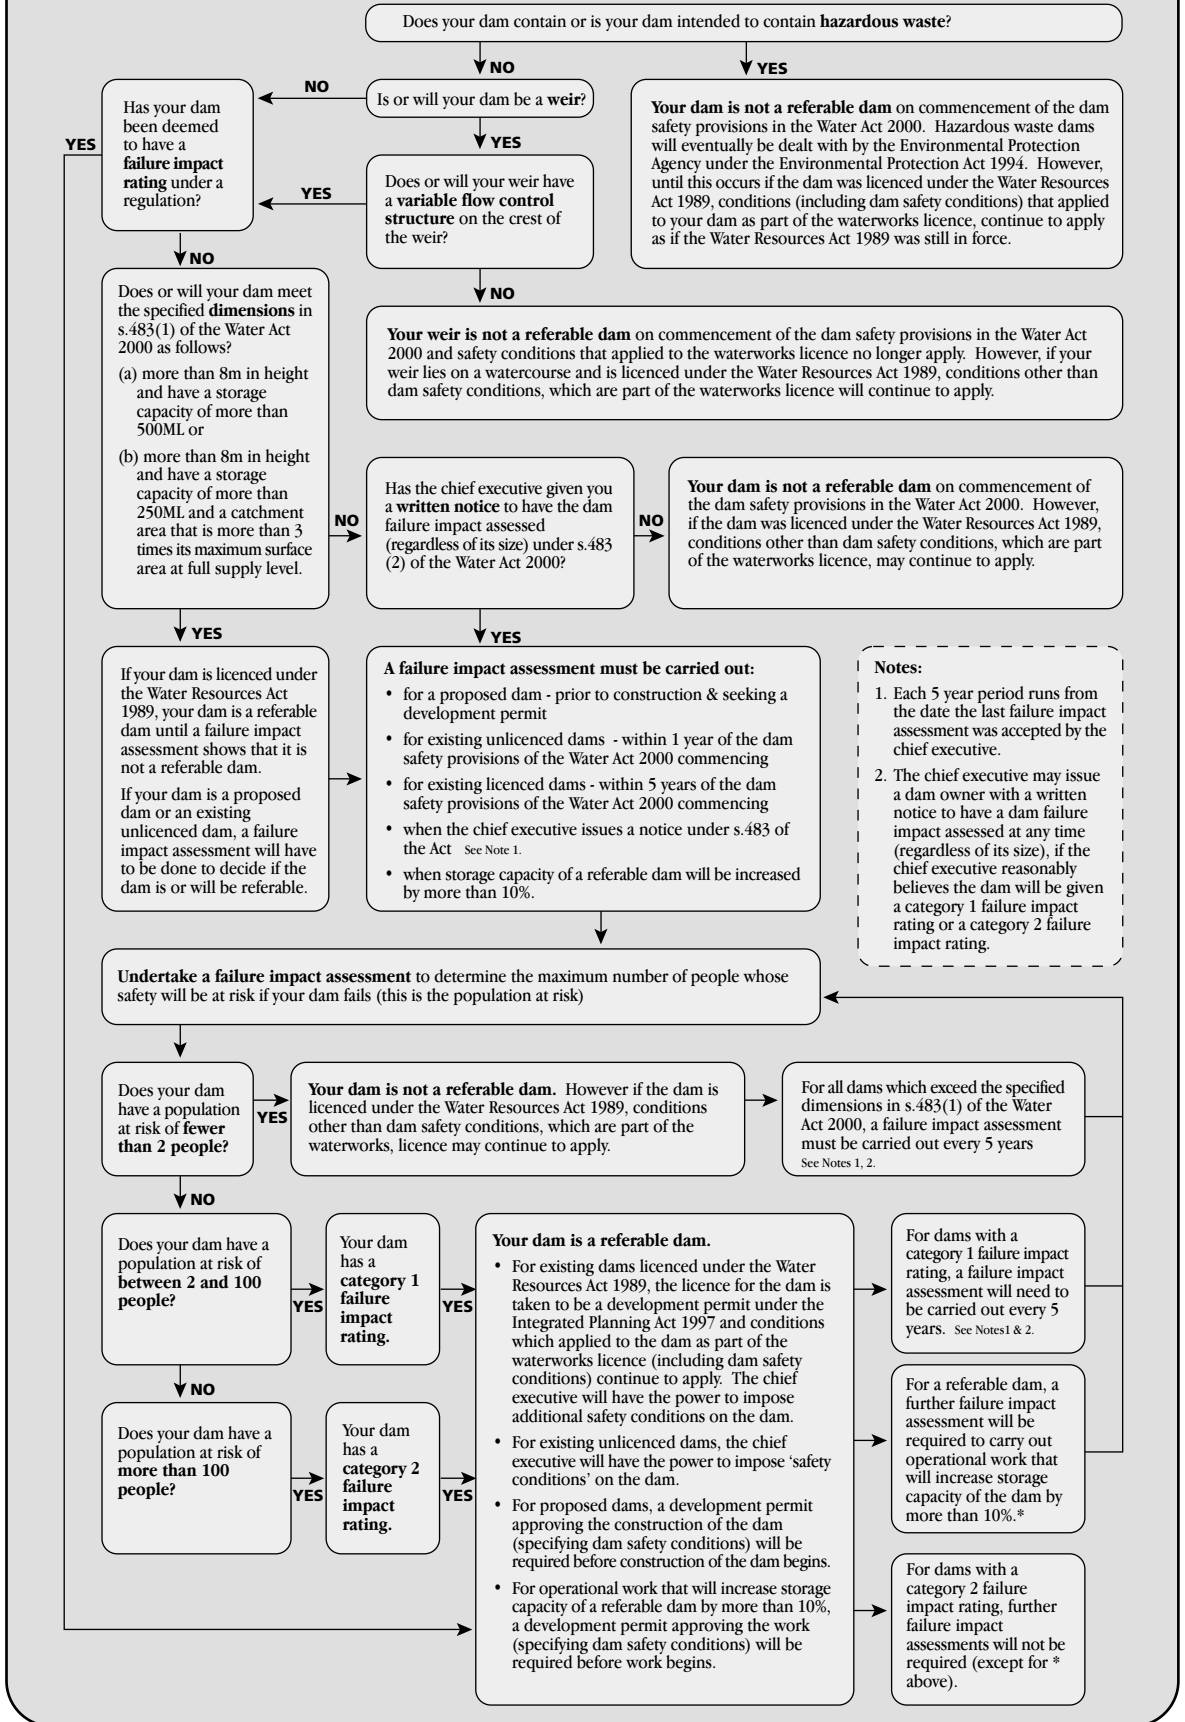 Does your dam contain or is your dam intended to contain hazardous waste?
NO
YES
NO
Is or will your dam be a weir?
Has your dam
been deemed
to have a
failure impact
rating under a
regulation?
YES
Your dam is not a referable dam on commencement of the dam
safety provisions in the Water Act 2000. Hazardous waste dams
will eventually be dealt with by the Environmental Protection
Agency under the Environmental Protection Act 1994. However,
until this occurs if the dam was licenced under the Water Resources
Act 1989, conditions (including dam safety conditions) that applied
to your dam as part of the waterworks licence, continue to apply
as if the Water Resources Act 1989 was still in force.
YES
Does or will your weir have
a variable flow control
structure on the crest of
the weir?
YES
NO
NO
Does or will your dam meet
the specified dimensions in
s.483(1) of the Water Act
2000 as follows?
(a) more than 8m in height
and have a storage
capacity of more than
500ML or
(b) more than 8m in height
and have a storage
capacity of more than
250ML and a catchment
area that is more than 3
times its maximum surface
area at full supply level.
Your weir is not a referable dam on commencement of the dam safety provisions in the Water Act
2000 and safety conditions that applied to the waterworks licence no longer apply. However, if your
weir lies on a watercourse and is licenced under the Water Resources Act 1989, conditions other than
dam safety conditions, which are part of the waterworks licence will continue to apply.
NO
Has the chief executive given you
a written notice to have the dam
failure impact assessed
(regardless of its size) under s.483
(2) of the Water Act 2000?
NO
Your dam is not a referable dam on commencement of
the dam safety provisions in the Water Act 2000. However,
if the dam was licenced under the Water Resources Act 1989,
conditions other than dam safety conditions, which are part
of the waterworks licence, may continue to apply.
YES
YES
If your dam is licenced under
the Water Resources Act
1989, your dam is a referable
dam until a failure impact
assessment shows that it is
not a referable dam.
If your dam is a proposed
dam or an existing
unlicenced dam, a failure
impact assessment will have
to be done to decide if the
dam is or will be referable.
A failure impact assessment must be carried out:
• for a proposed dam - prior to construction & seeking a
development permit
• for existing unlicenced dams - within 1 year of the dam
safety provisions of the Water Act 2000 commencing
• for existing licenced dams - within 5 years of the dam
safety provisions of the Water Act 2000 commencing
• when the chief executive issues a notice under s.483 of
the Act See Note 1.
• when storage capacity of a referable dam will be increased
by more than 10%.
Notes:
1. Each 5 year period runs from
the date the last failure impact
assessment was accepted by the
chief executive.
2. The chief executive may issue
a dam owner with a written
notice to have a dam failure
impact assessed at any time
(regardless of its size), if the
chief executive reasonably
believes the dam will be given
a category 1 failure impact
rating or a category 2 failure
impact rating.
Undertake a failure impact assessment to determine the maximum number of people whose
safety will be at risk if your dam fails (this is the population at risk)
Does your dam
have a population
at risk of fewer
than 2 people?
YES
Your dam is not a referable dam. However if the dam is
licenced under the Water Resources Act 1989, conditions
other than dam safety conditions, which are part of the
waterworks, licence may continue to apply.
For all dams which exceed the specified
dimensions in s.483(1) of the Water
Act 2000, a failure impact assessment
must be carried out every 5 years
See Notes 1, 2.
NO
Does your dam have a
population at risk of
between 2 and 100
people?
YES
Your dam
has a
category 1
failure
impact
rating.
YES
Your dam is a referable dam.
• For existing dams licenced under the Water
Resources Act 1989, the licence for the dam is
taken to be a development permit under the
Integrated Planning Act 1997 and conditions
which applied to the dam as part of the
waterworks licence (including dam safety
conditions) continue to apply. The chief
executive will have the power to impose
additional safety conditions on the dam.
• For existing unlicenced dams, the chief
executive will have the power to impose ‘safety
conditions’ on the dam.
• For proposed dams, a development permit
approving the construction of the dam
(specifying dam safety conditions) will be
required before construction of the dam begins.
• For operational work that will increase storage
capacity of a referable dam by more than 10%,
a development permit approving the work
(specifying dam safety conditions) will be
required before work begins.
For dams with a
category 1 failure impact
rating, a failure impact
assessment will need to
be carried out every 5
years. See Notes1 & 2.
NO
Does your dam have a
population at risk of
more than 100
people?
YES
Your dam
has a
category 2
failure
impact
rating.
YES
For a referable dam, a
further failure impact
assessment will be
required to carry out
operational work that
will increase storage
capacity of the dam by
more than 10%.*
For dams with a
category 2 failure
impact rating, further
failure impact
assessments will not be
required (except for *
above).